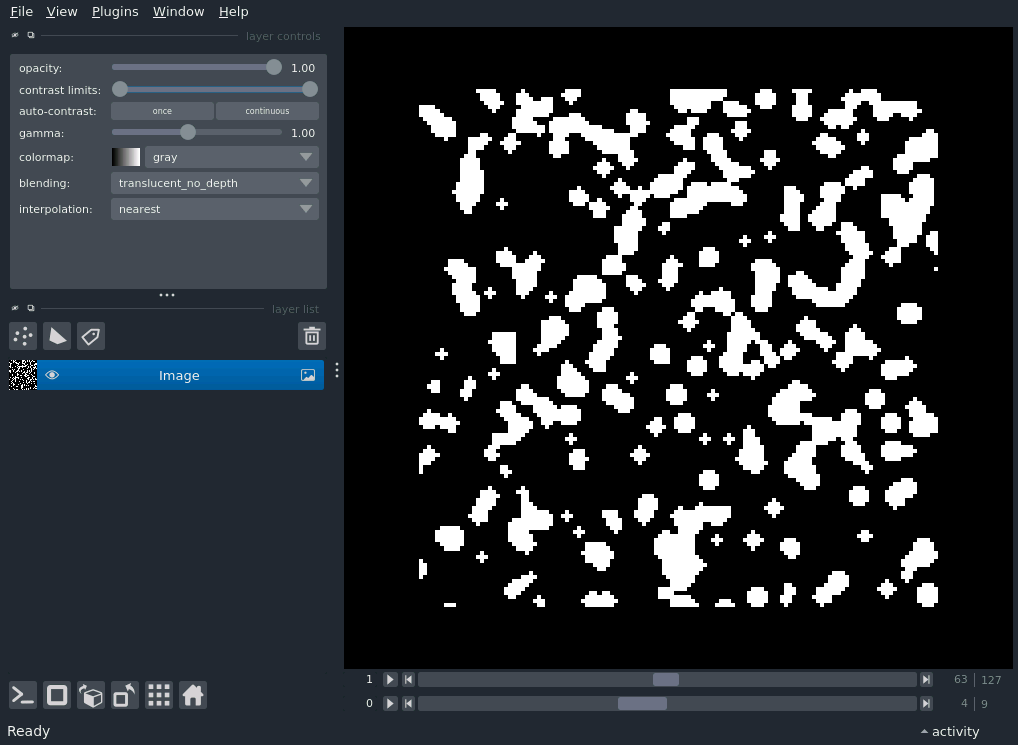 File View Plugins Window Help
layer controls
opacity: 1.00
contrast limits:
auto-contrast: once continuous
gamma: 1.00
colormap: gray
blending: translucent_no_depth
interpolation: nearest
layer list
Image
1 63 127
0 4 9
Ready activity